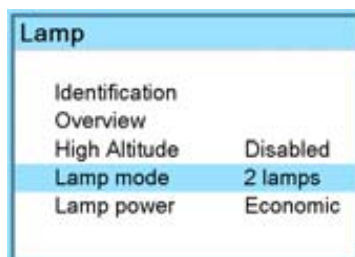 Lamp
Identification
Overview
High Altitude Disabled
Lamp mode 2 lamps
Lamp power Economic